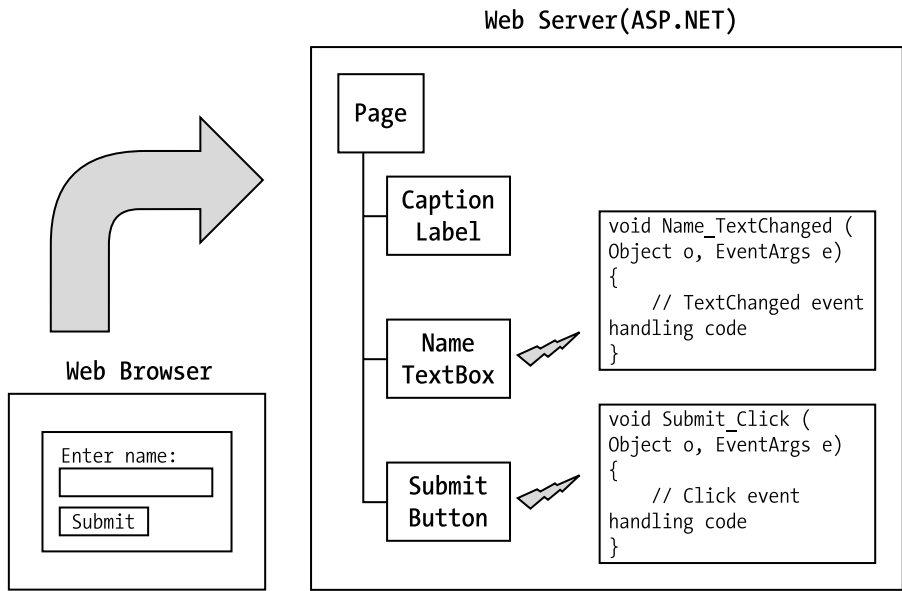 Web Server(ASP.NET)
Page
Caption
Label
void Name_TextChanged (
Object o, EventArgs e)
{
// TextChanged event
handling code
}
Name
TextBox
Web Browser
Enter name:
Submit
Submit
Button
void Submit_Click (
Object o, EventArgs e)
{
// Click event
handling code
}